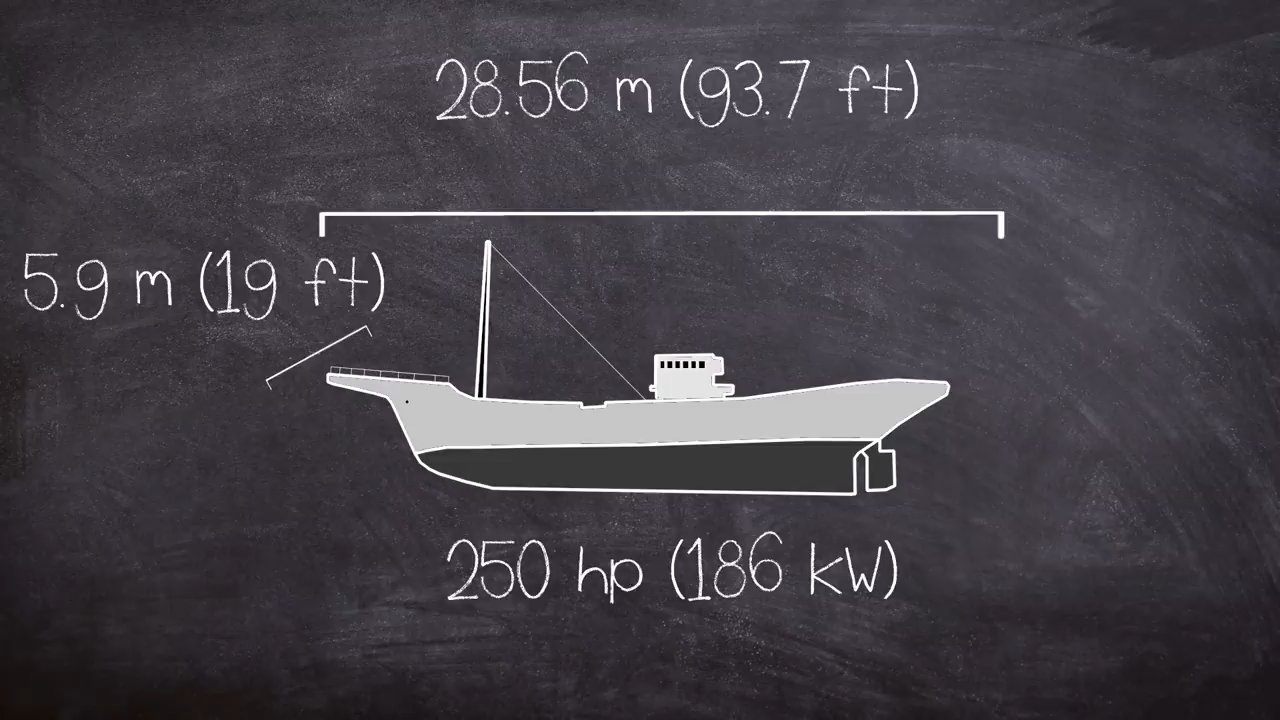 28.56 m (93.7 ft)
5.9 m (19 ft)
250 hp (186 kW)